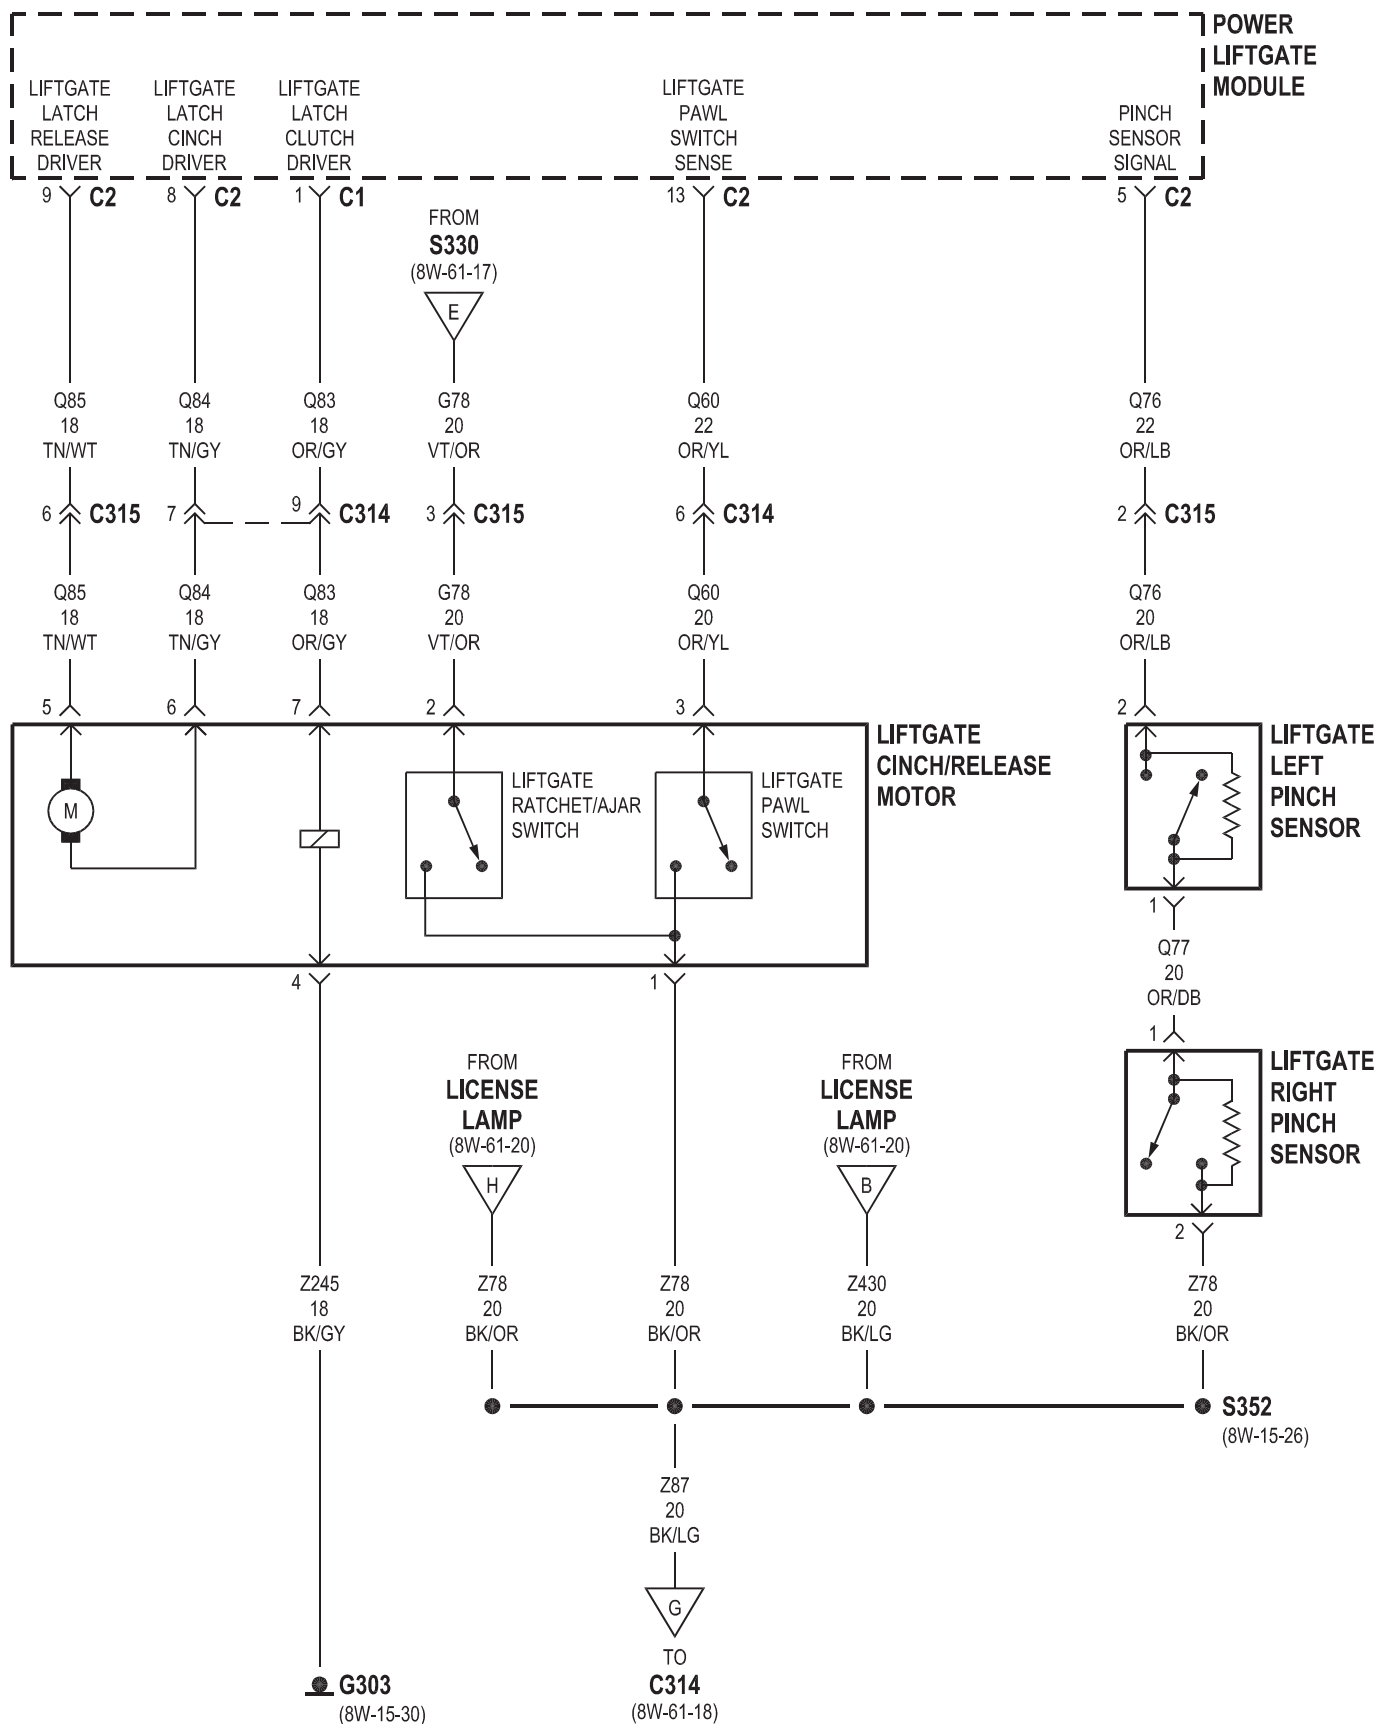 POWER
LIFTGATE
MODULE
LIFTGATE
LATCH
RELEASE
DRIVER
LIFTGATE
LATCH
CINCH
DRIVER
LIFTGATE
LATCH
CLUTCH
DRIVER
LIFTGATE
PAWL
SWITCH
SENSE
PINCH
SENSOR
SIGNAL
9 C2
8 C2
1 C1
13 C2
5 C2
FROM
S330
(8W-61-17)
E
Q85
18
TN/WT
Q84
18
TN/GY
Q83
18
OR/GY
G78
20
VT/OR
Q60
22
OR/YL
Q76
22
OR/LB
6 C315
7
9 C314
3 C315
6 C314
2 C315
Q85
18
TN/WT
Q84
18
TN/GY
Q83
18
OR/GY
G78
20
VT/OR
Q60
20
OR/YL
Q76
20
OR/LB
5
6
7
2
3
2
LIFTGATE
CINCH/RELEASE
MOTOR
M
LIFTGATE
RATCHET/AJAR
SWITCH
LIFTGATE
PAWL
SWITCH
LIFTGATE
LEFT
PINCH
SENSOR
4
1
1
Q77
20
OR/DB
1
LIFTGATE
RIGHT
PINCH
SENSOR
2
FROM
LICENSE
LAMP
(8W-61-20)
H
FROM
LICENSE
LAMP
(8W-61-20)
B
Z245
18
BK/GY
Z78
20
BK/OR
Z78
20
BK/OR
Z430
20
BK/LG
Z78
20
BK/OR
S352
(8W-15-26)
Z87
20
BK/LG
G
TO
C314
(8W-61-18)
G303
(8W-15-30)